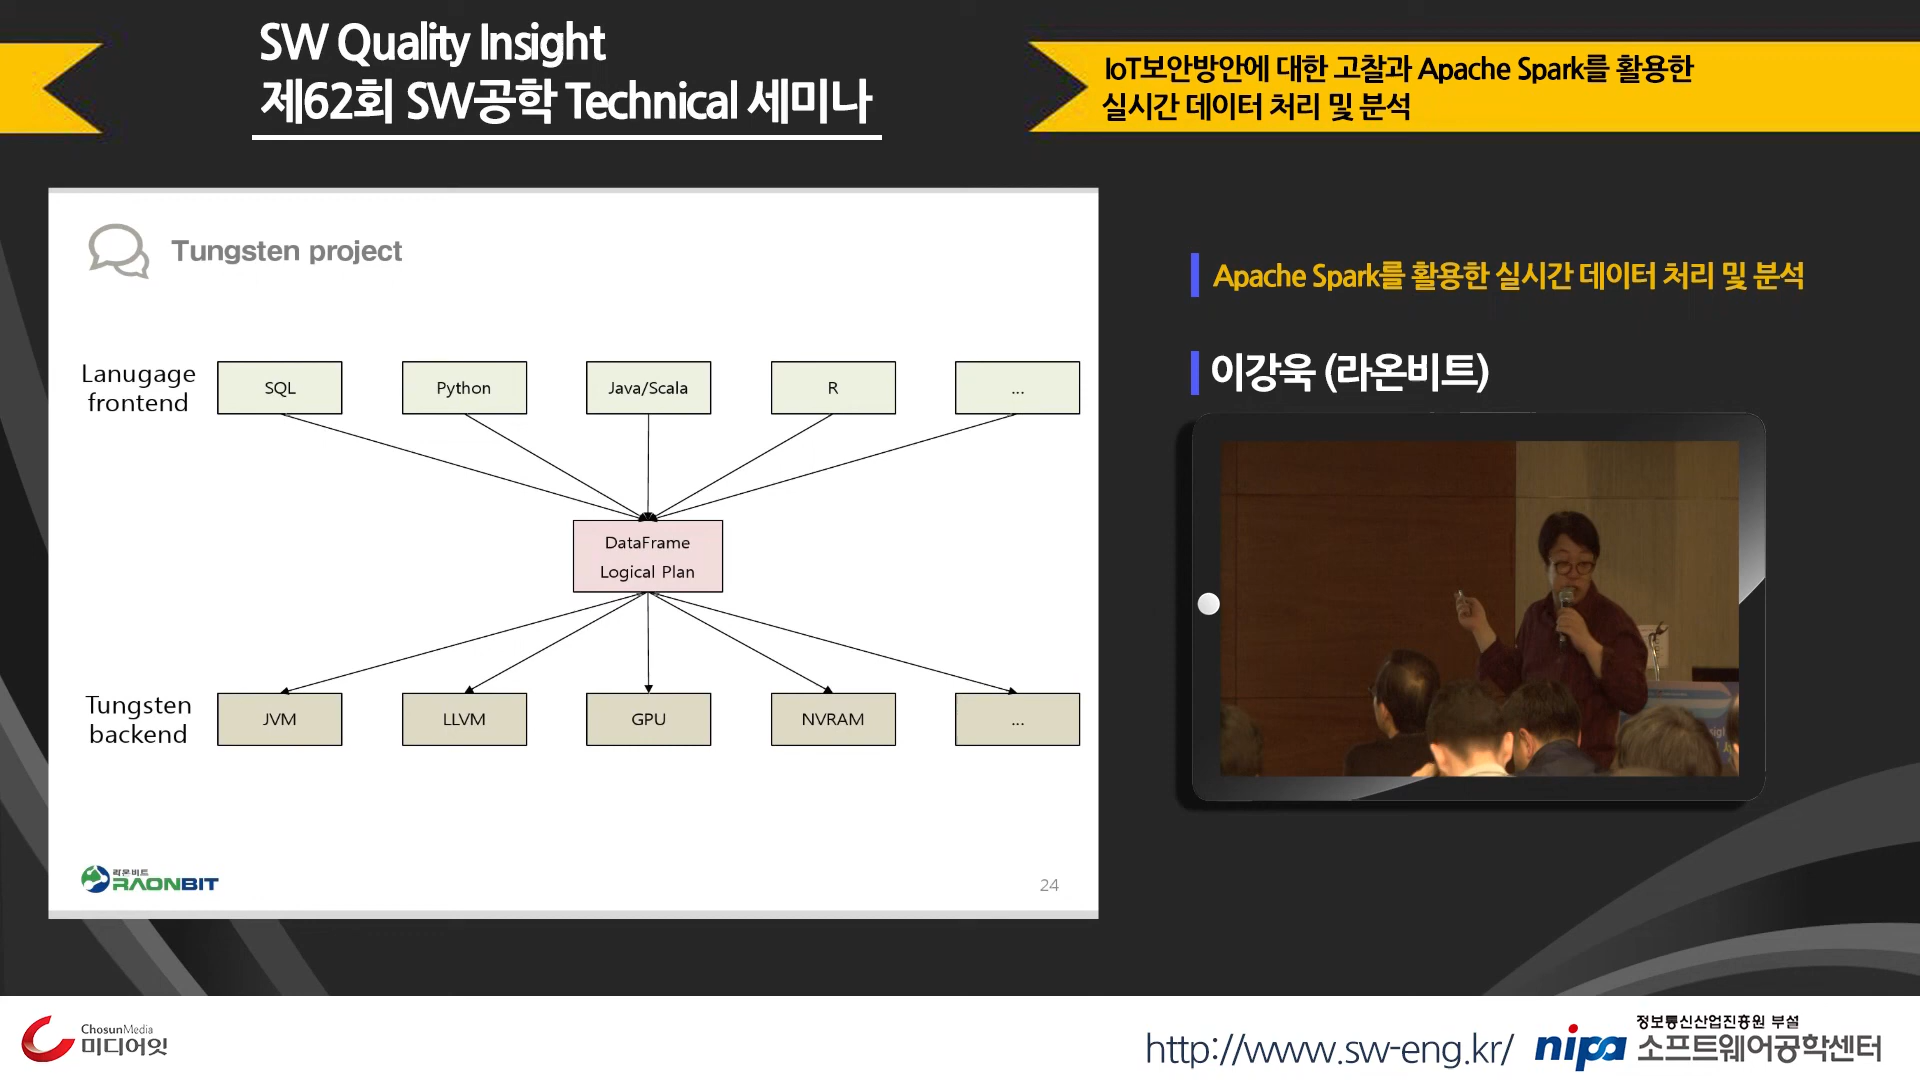 SW Quality Insight
제62회 SW공학 Technical 세미나
IoT보안방안에 대한 고찰과 Apache Spark를 활용한
실시간 데이터 처리 및 분석
Tungsten project
Lanugage
frontend
SQL
Python
Java/Scala
R
...
DataFrame
Logical Plan
Tungsten
backend
JVM
LLVM
GPU
NVRAM
...
라온비트
RAONBIT
24
Apache Spark를 활용한 실시간 데이터 처리 및 분석
이강욱 (라온비트)
ChosunMedia
미디어잇
http://www.sw-eng.kr/
nipa
정보통신산업진흥원 부설
소프트웨어공학센터